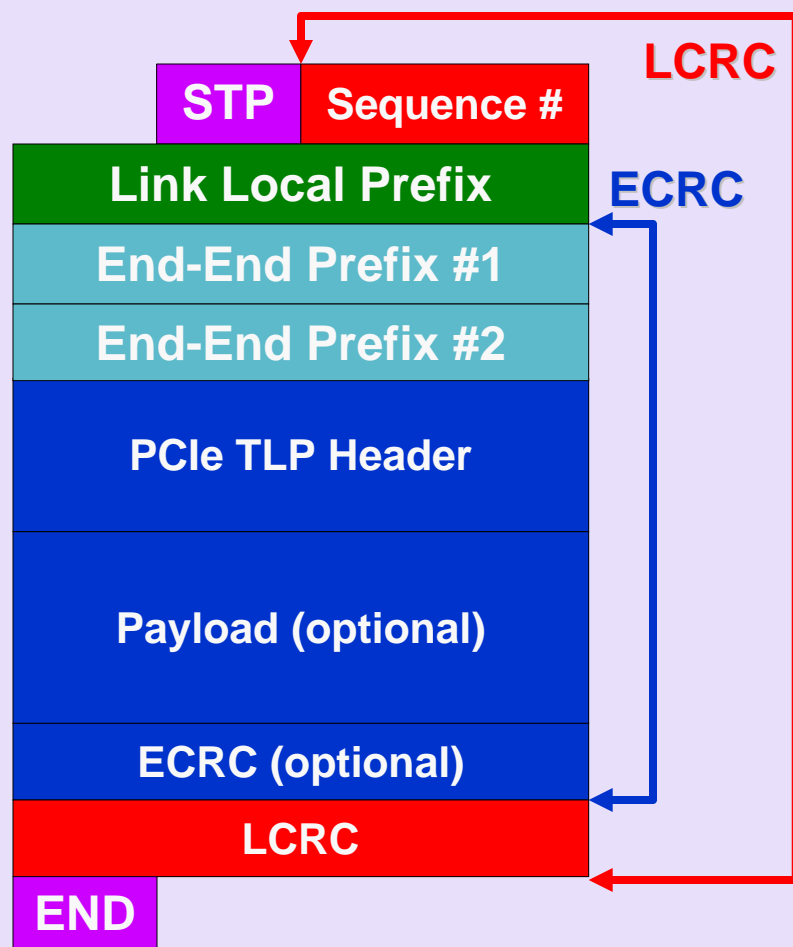 LCRC
STP Sequence #
Link Local Prefix
ECRC
End-End Prefix #1
End-End Prefix #2
PCIe TLP Header
Payload (optional)
ECRC (optional)
LCRC
END